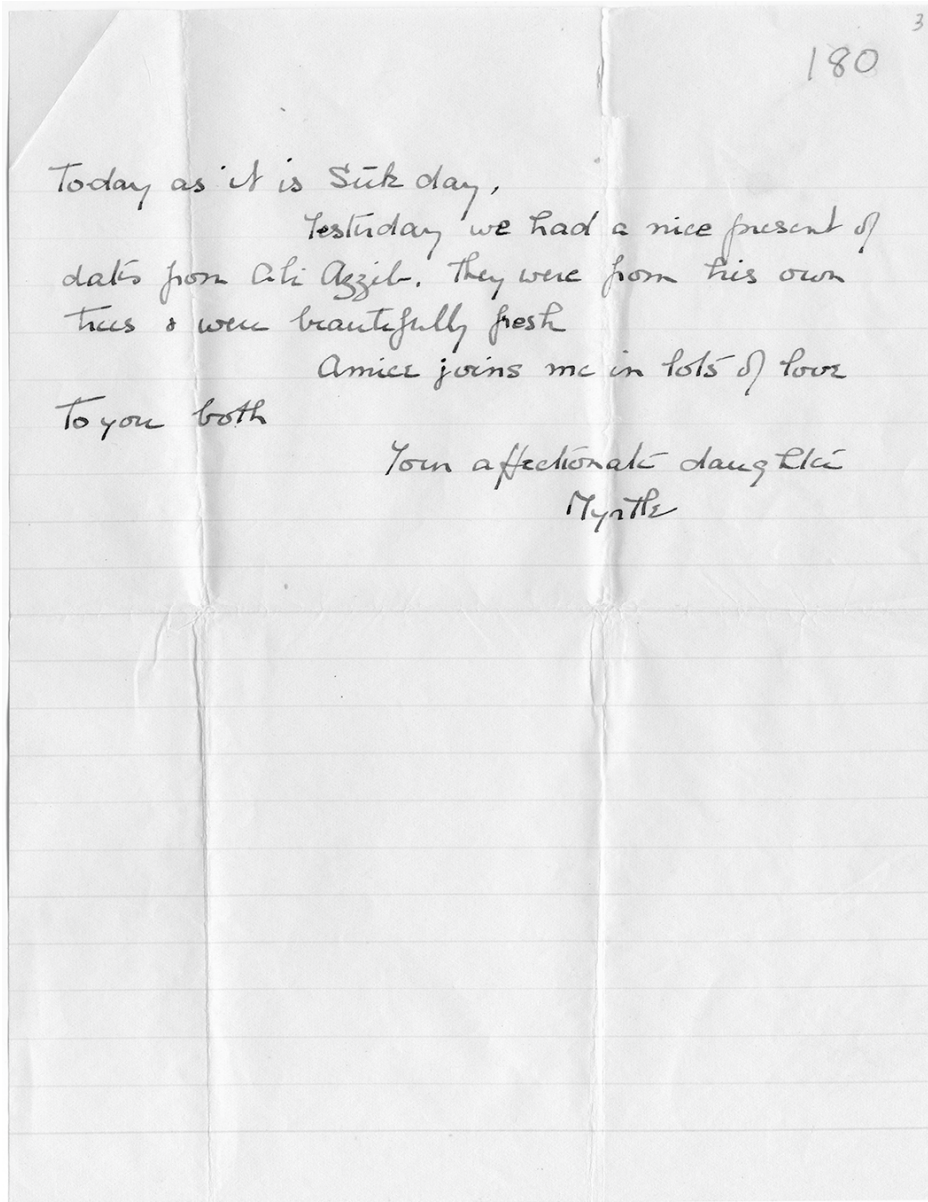 3
180
Today as it is Sūk day.
Yesterday we had a nice present of
dates from Ali Azzib. They were from his own
trees & were beautifully fresh
Amice joins me in lots of love
to you both
Your affectionate daughter
Myrtle